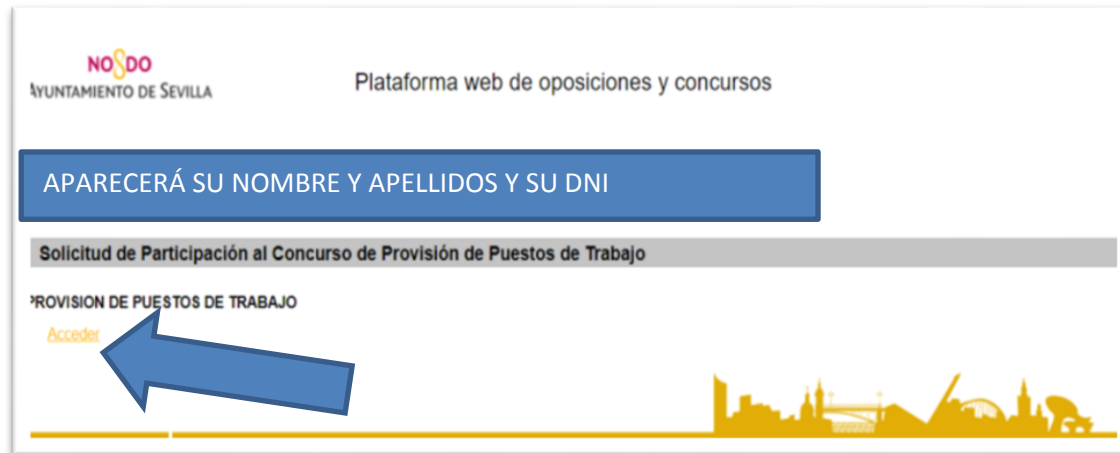 NO8DO
AYUNTAMIENTO DE SEVILLA
Plataforma web de oposiciones y concursos
APARECERÁ SU NOMBRE Y APELLIDOS Y SU DNI
Solicitud de Participación al Concurso de Provisión de Puestos de Trabajo
PROVISION DE PUESTOS DE TRABAJO
Acceder